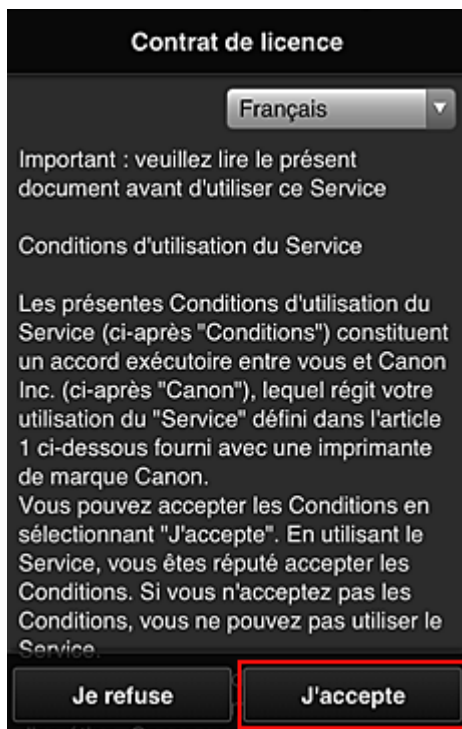 Contrat de licence
Français
Important : veuillez lire le présent
document avant d'utiliser ce Service
Conditions d'utilisation du Service
Les présentes Conditions d'utilisation du
Service (ci-après "Conditions") constituent
un accord exécutoire entre vous et Canon
Inc. (ci-après "Canon"), lequel régit votre
utilisation du "Service" défini dans l'article
1 ci-dessous fourni avec une imprimante
de marque Canon.
Vous pouvez accepter les Conditions en
sélectionnant "J'accepte". En utilisant le
Service, vous êtes réputé accepter les
Conditions. Si vous n'acceptez pas les
Conditions, vous ne pouvez pas utiliser le
Service.
Je refuse
J'accepte